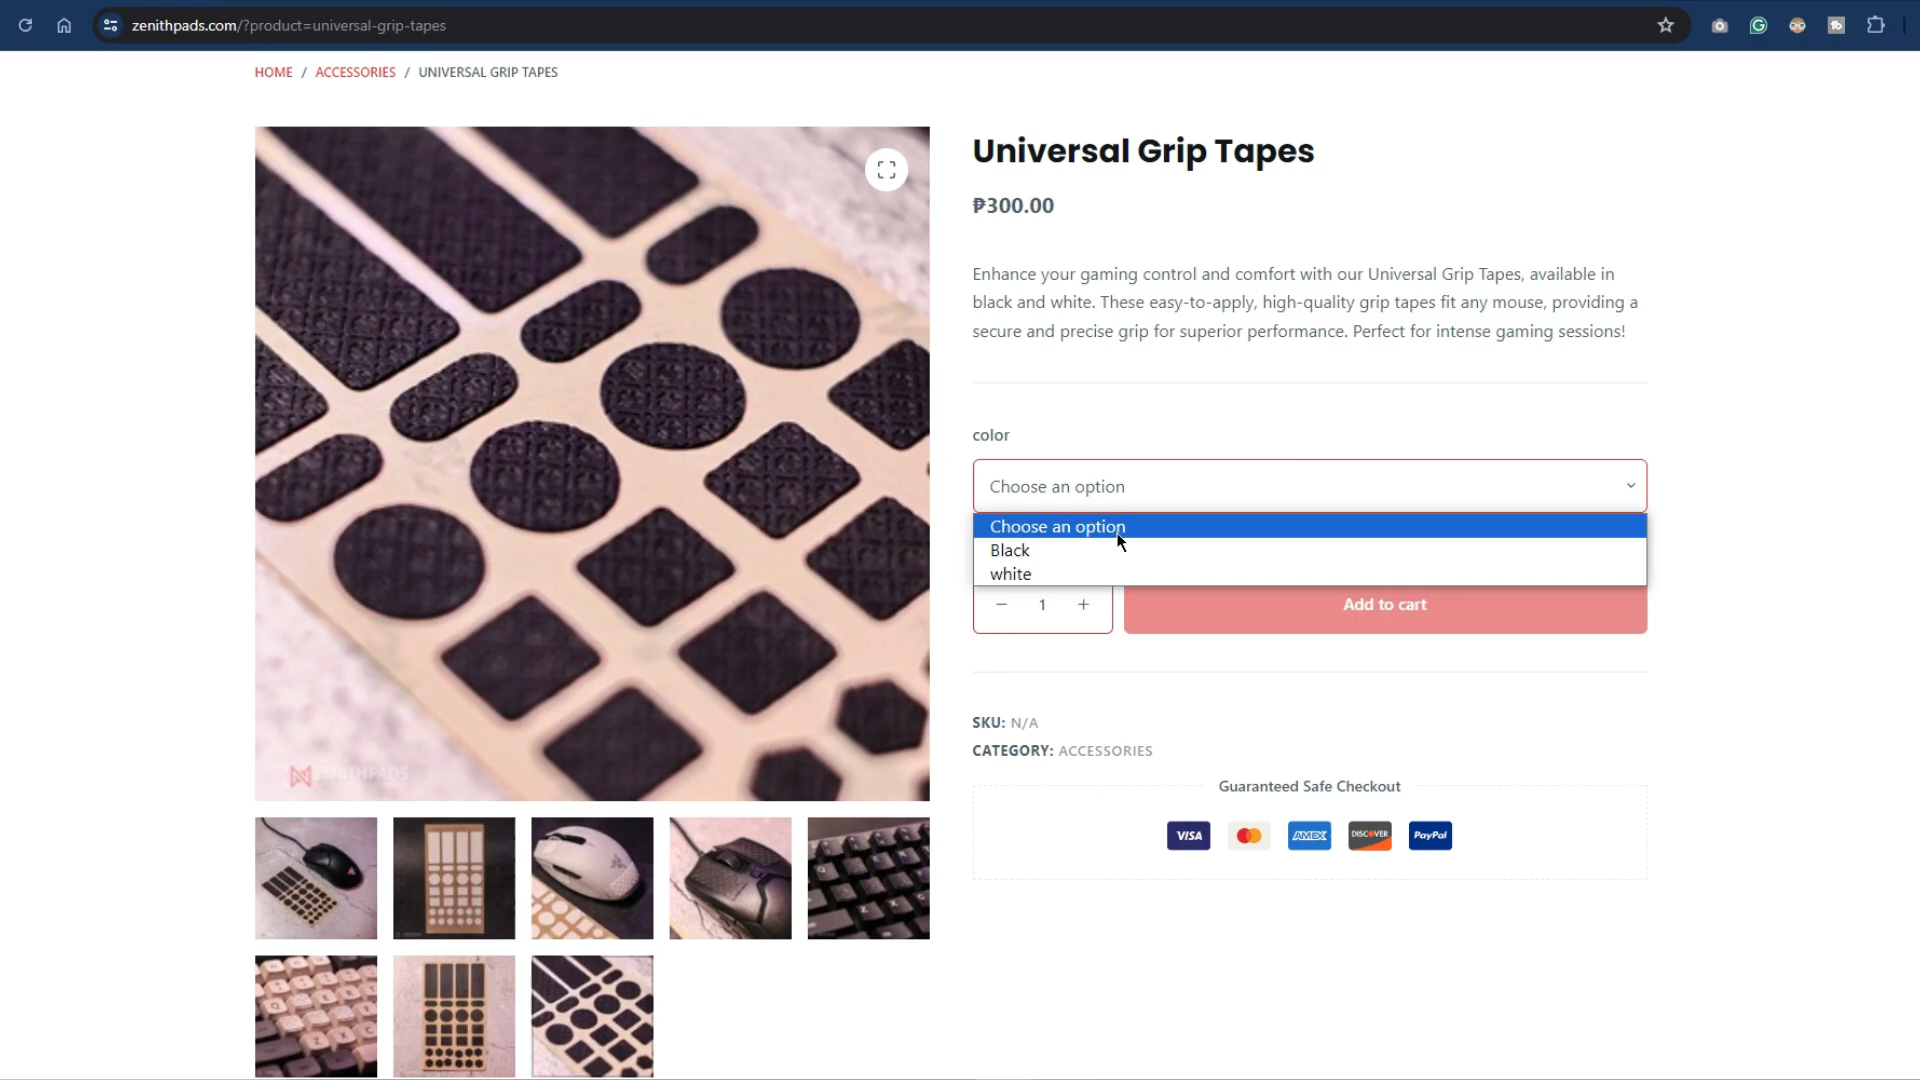 zenithpads.com/?product=universal-grip-tapes
HOME / ACCESSORIES / UNIVERSAL GRIP TAPES
Universal Grip Tapes
₱300.00
Enhance your gaming control and comfort with our Universal Grip Tapes, available in
black and white. These easy-to-apply, high-quality grip tapes fit any mouse, providing a
secure and precise grip for superior performance. Perfect for intense gaming sessions!
color
Choose an option
Choose an option
Black
white
− 1 +
Add to cart
SKU: N/A
CATEGORY: ACCESSORIES
Guaranteed Safe Checkout
VISA
AMEX
DISCOVER
PayPal
ZENITHPADS